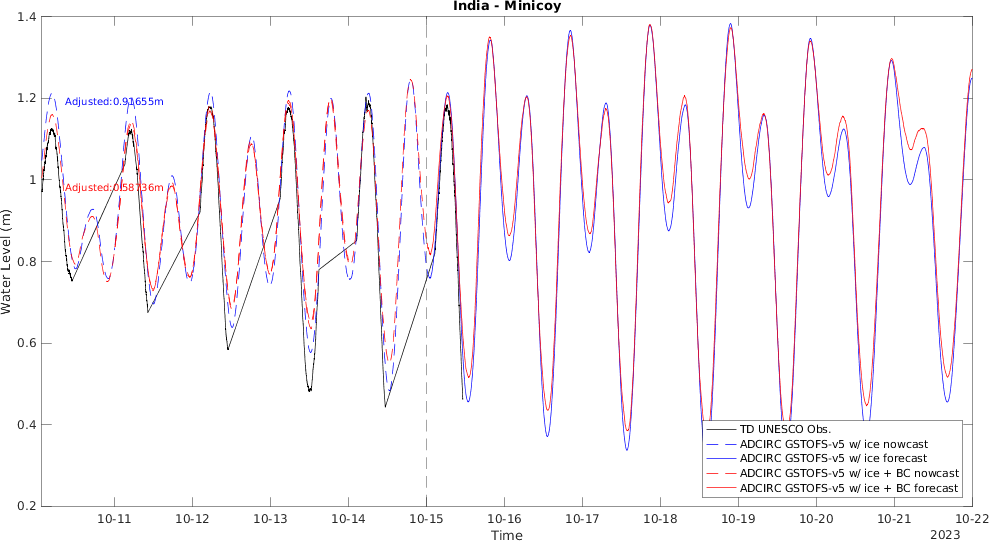 India - Minicoy
1.4
1.2
1
0.8
0.6
0.4
0.2
Water Level (m)
Adjusted:0.91655m
Adjusted:0.58736m
TD UNESCO Obs.
ADCIRC GSTOFS-v5 w/ ice nowcast
ADCIRC GSTOFS-v5 w/ ice forecast
ADCIRC GSTOFS-v5 w/ ice + BC nowcast
ADCIRC GSTOFS-v5 w/ ice + BC forecast
10-11 10-12 10-13 10-14 10-15 10-16 10-17 10-18 10-19 10-20 10-21 10-22
Time
2023